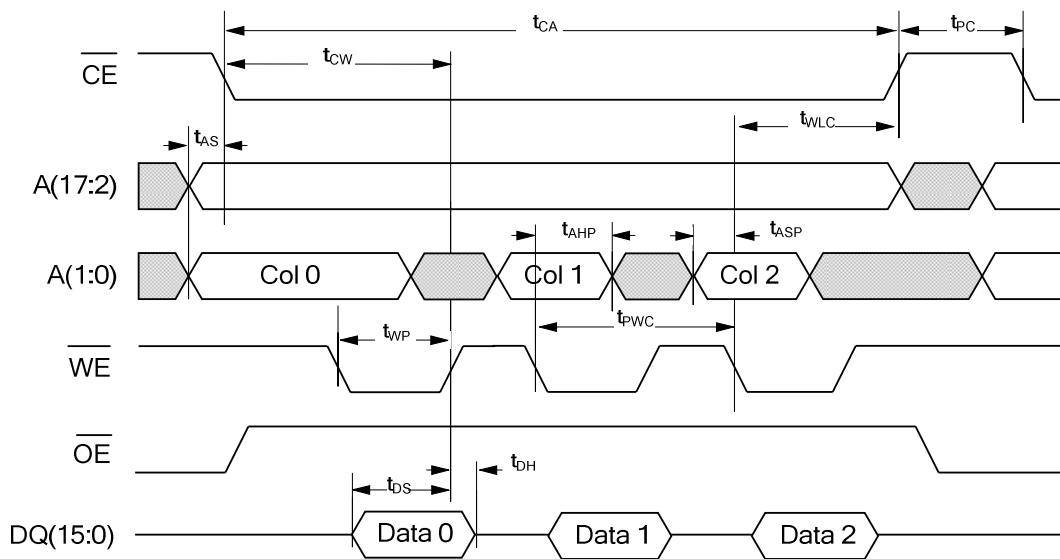 tCA
tPC
tCW
CE
tWLC
tAS
A(17:2)
tAHP
tASP
A(1:0)
Col 0
Col 1
Col 2
tPWC
tWP
WE
OE
tDH
tDS
DQ(15:0)
Data 0
Data 1
Data 2